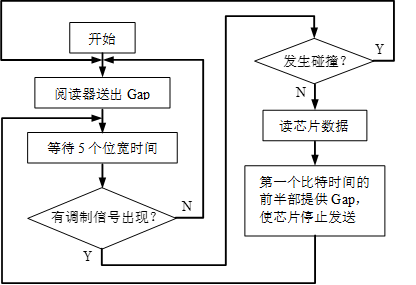 开始
阅读器送出 Gap
等待 5 个位宽时间
有调制信号出现？
N
Y
发生碰撞？
Y
N
读芯片数据
第一个比特时间的
前半部提供 Gap，
使芯片停止发送